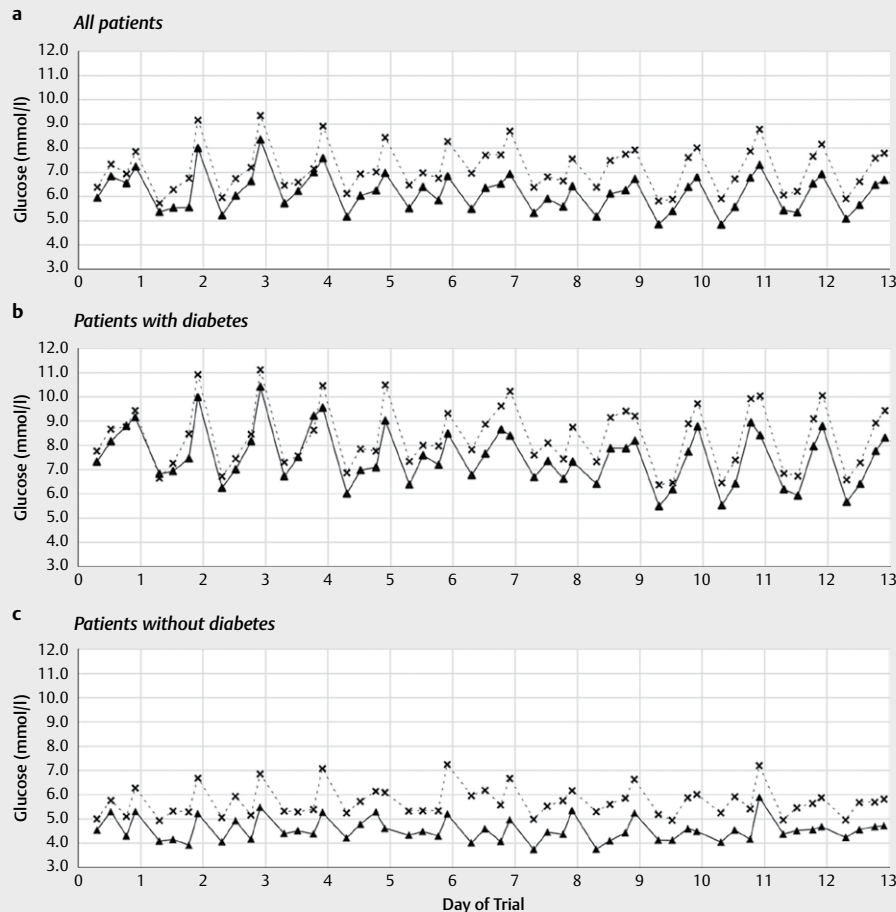 a
All patients
Glucose (mmol/l)
12.0
11.0
10.0
9.0
8.0
7.0
6.0
5.0
4.0
3.0
0 1 2 3 4 5 6 7 8 9 10 11 12 13
b
Patients with diabetes
Glucose (mmol/l)
12.0
11.0
10.0
9.0
8.0
7.0
6.0
5.0
4.0
3.0
0 1 2 3 4 5 6 7 8 9 10 11 12 13
c
Patients without diabetes
Glucose (mmol/l)
12.0
11.0
10.0
9.0
8.0
7.0
6.0
5.0
4.0
3.0
0 1 2 3 4 5 6 7 8 9 10 11 12 13
Day of Trial